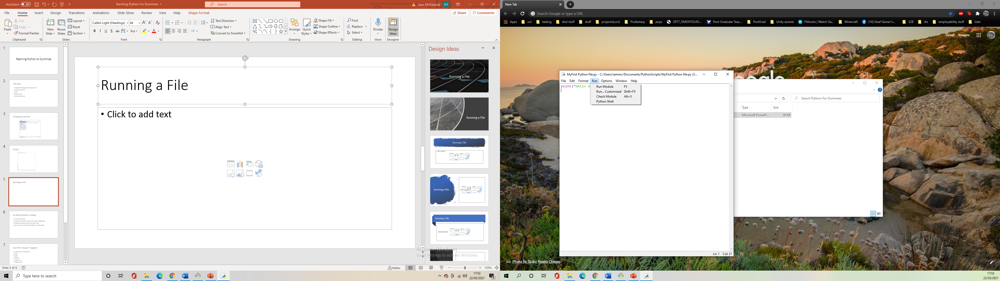 AutoSave Off
Teaching Python For Dummies
Search
Sam McParland SM
File Home Insert Design Transitions Animations Slide Show Review View Help Shape Format
Share Comments
Paste
Cut
Copy
Format Painter
Clipboard
New Slide
Reuse Slides
Layout
Reset
Section
Slides
Calibri Light (Headings) 44
B I U S ab AV Aa A
Font
Text Direction
Align Text
Convert to SmartArt
Paragraph
Arrange
Quick Styles
Shape Fill
Shape Outline
Shape Effects
Drawing
Find
Replace
Select
Editing
Dictate
Voice
Design Ideas
Designer
1
Teaching Python to Dummies
2
The IDLE
3
Creating a new File
4
Print()
5
Running a File
6
So what actually is coding
7
Your first "proper" program
Running a File
• Click to add text
Design Ideas
Running a File
Running a File
Running a File
Running a File
Running a File
Activate Windows
Go to Settings to activate Windows.
Slide 5 of 8
Notes
103%
Type here to search
17:53
22/03/2021
3
New Tab
Search Google or type a URL
Apps uni baking dnd stuff stuff projects(curr) Profantasy pops 2977_PARENTGUID... Post-Graduate Teac... PostGrad Unity assests FMovies | Watch Ga... Minecraft (14) Deaf Gamer's... 328 dis employability stuff Jobs
Gmail Images
MyFirst Python file.py - C:/Users/sammc/Documents/PythonScripts/MyFirst Python file.py (3...
File Edit Format Run Options Window Help
print("hello w
Run Module F5
Run... Customized Shift+F5
Check Module Alt+X
Python Shell
Ln: 1 Col: 21
Search Python-For-Dummies
Type Size
Microsoft PowerP... 39 KB
Photo by Giulio Rosso Chioso
17:53
22/03/2021